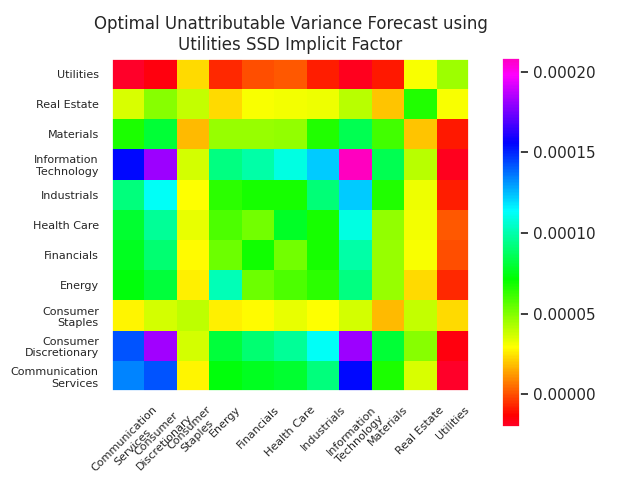 Optimal Unattributable Variance Forecast using
Utilities SSD Implicit Factor
Utilities
Real Estate
Materials
Information
Technology
Industrials
Health Care
Financials
Energy
Consumer
Staples
Consumer
Discretionary
Communication
Services
Communication
Services
Consumer
Discretionary
Consumer
Staples
Energy
Financials
Health Care
Industrials
Information
Technology
Materials
Real Estate
Utilities
0.00020
0.00015
0.00010
0.00005
0.00000